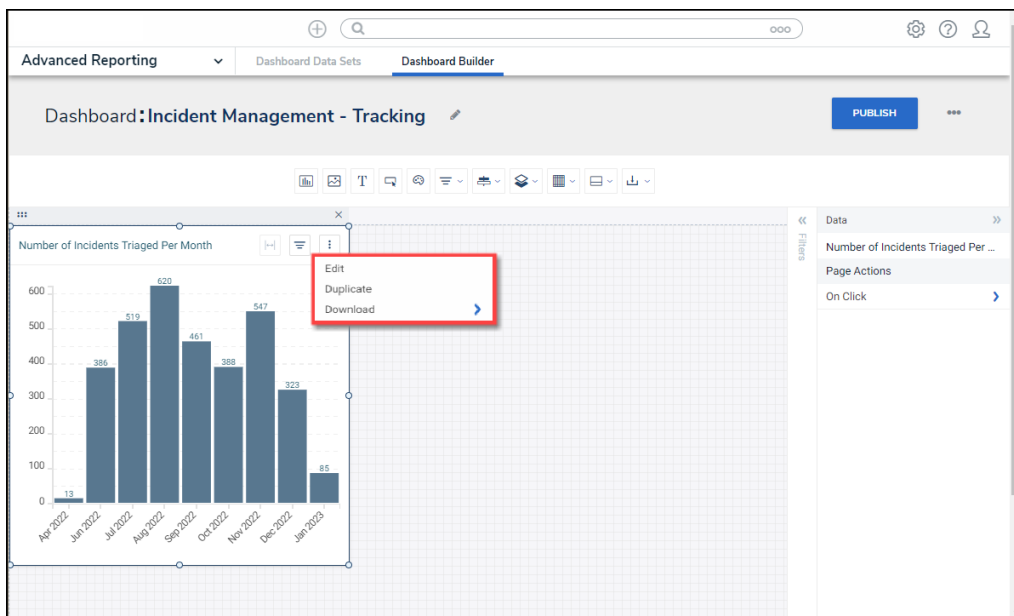 ooo
Advanced Reporting
Dashboard Data Sets
Dashboard Builder
Dashboard:Incident Management - Tracking
PUBLISH
T
Number of Incidents Triaged Per Month
Edit
Duplicate
Download
600
500
400
300
200
100
0
13
386
519
620
461
388
547
323
85
Apr 2022
Jun 2022
Jul 2022
Aug 2022
Sep 2022
Oct 2022
Nov 2022
Dec 2022
Jan 2023
Filters
Data
Number of Incidents Triaged Per ...
Page Actions
On Click